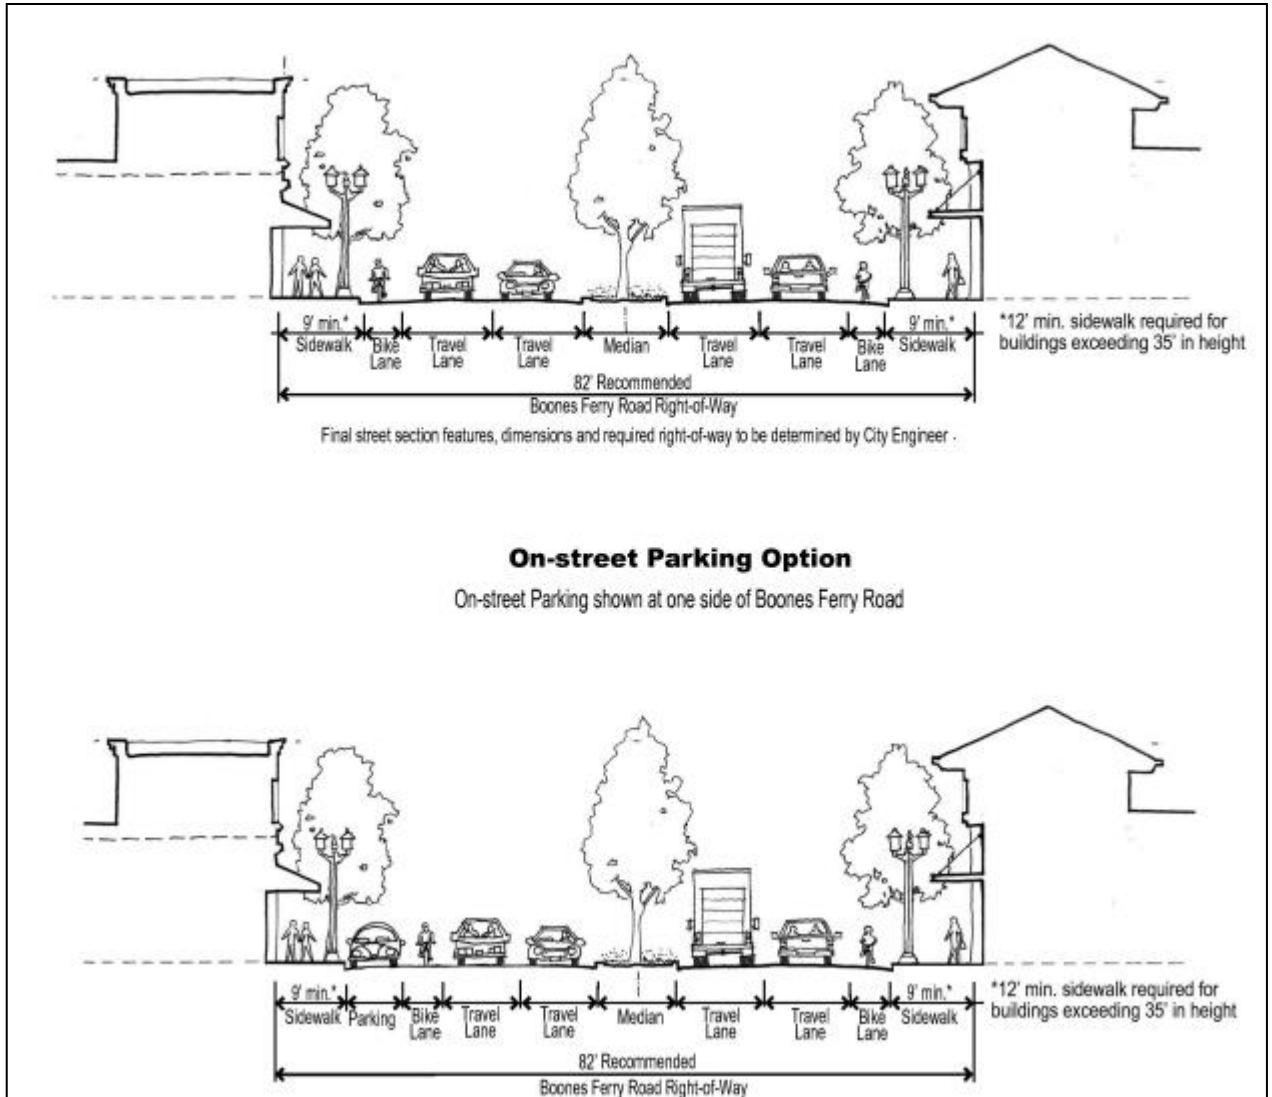 9' min.*
Sidewalk
Bike
Lane
Travel
Lane
Travel
Lane
Median
Travel
Lane
Travel
Lane
Bike
Lane
9' min.*
Sidewalk
*12' min. sidewalk required for
buildings exceeding 35' in height
82' Recommended
Boones Ferry Road Right-of-Way
Final street section features, dimensions and required right-of-way to be determined by City Engineer .
On-street Parking Option
On-street Parking shown at one side of Boones Ferry Road
9' min.*
Sidewalk
Parking
Bike
Lane
Travel
Lane
Travel
Lane
Median
Travel
Lane
Travel
Lane
Bike
Lane
9' min.*
Sidewalk
*12' min. sidewalk required for
buildings exceeding 35' in height
82' Recommended
Boones Ferry Road Right-of-Way